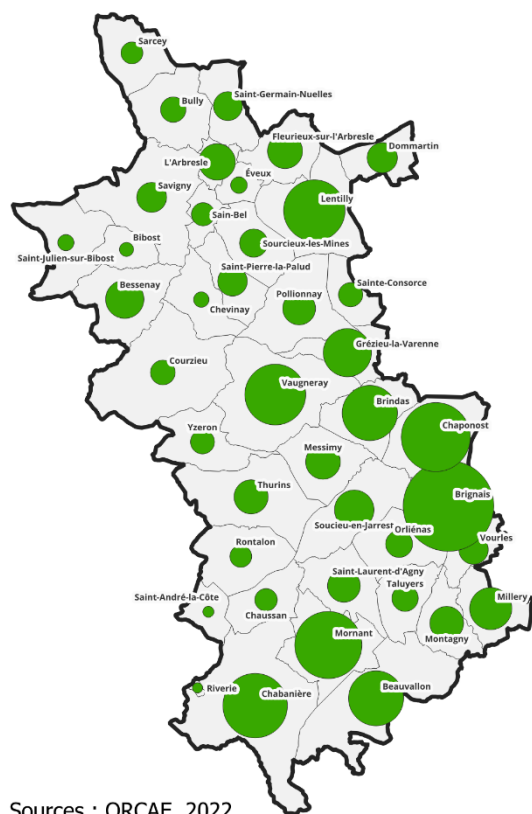 Sarcey
Saint-Germain-Nuelles
Bully
Fleurieux-sur-l'Arbresle
Dommartin
L'Arbresle
Éveux
Savigny
Lentilly
Sain-Bel
Sourcieux-les-Mines
Bibost
Saint-Julien-sur-Bibost
Saint-Pierre-la-Palud
Bessenay
Sainte-Consorce
Pollionnay
Chevinay
Grézieu-la-Varenne
Courzieu
Vaugneray
Brindas
Chaponost
Yzeron
Messimy
Thurins
Brignais
Soucieu-en-Jarrest
Orliénas
Vourles
Rontalon
Saint-Laurent-d'Agny
Taluyers
Saint-André-la-Côte
Millery
Chaussan
Mornant
Montagny
Riverie
Chabanière
Beauvallon
Sources : ORCAE, 2022